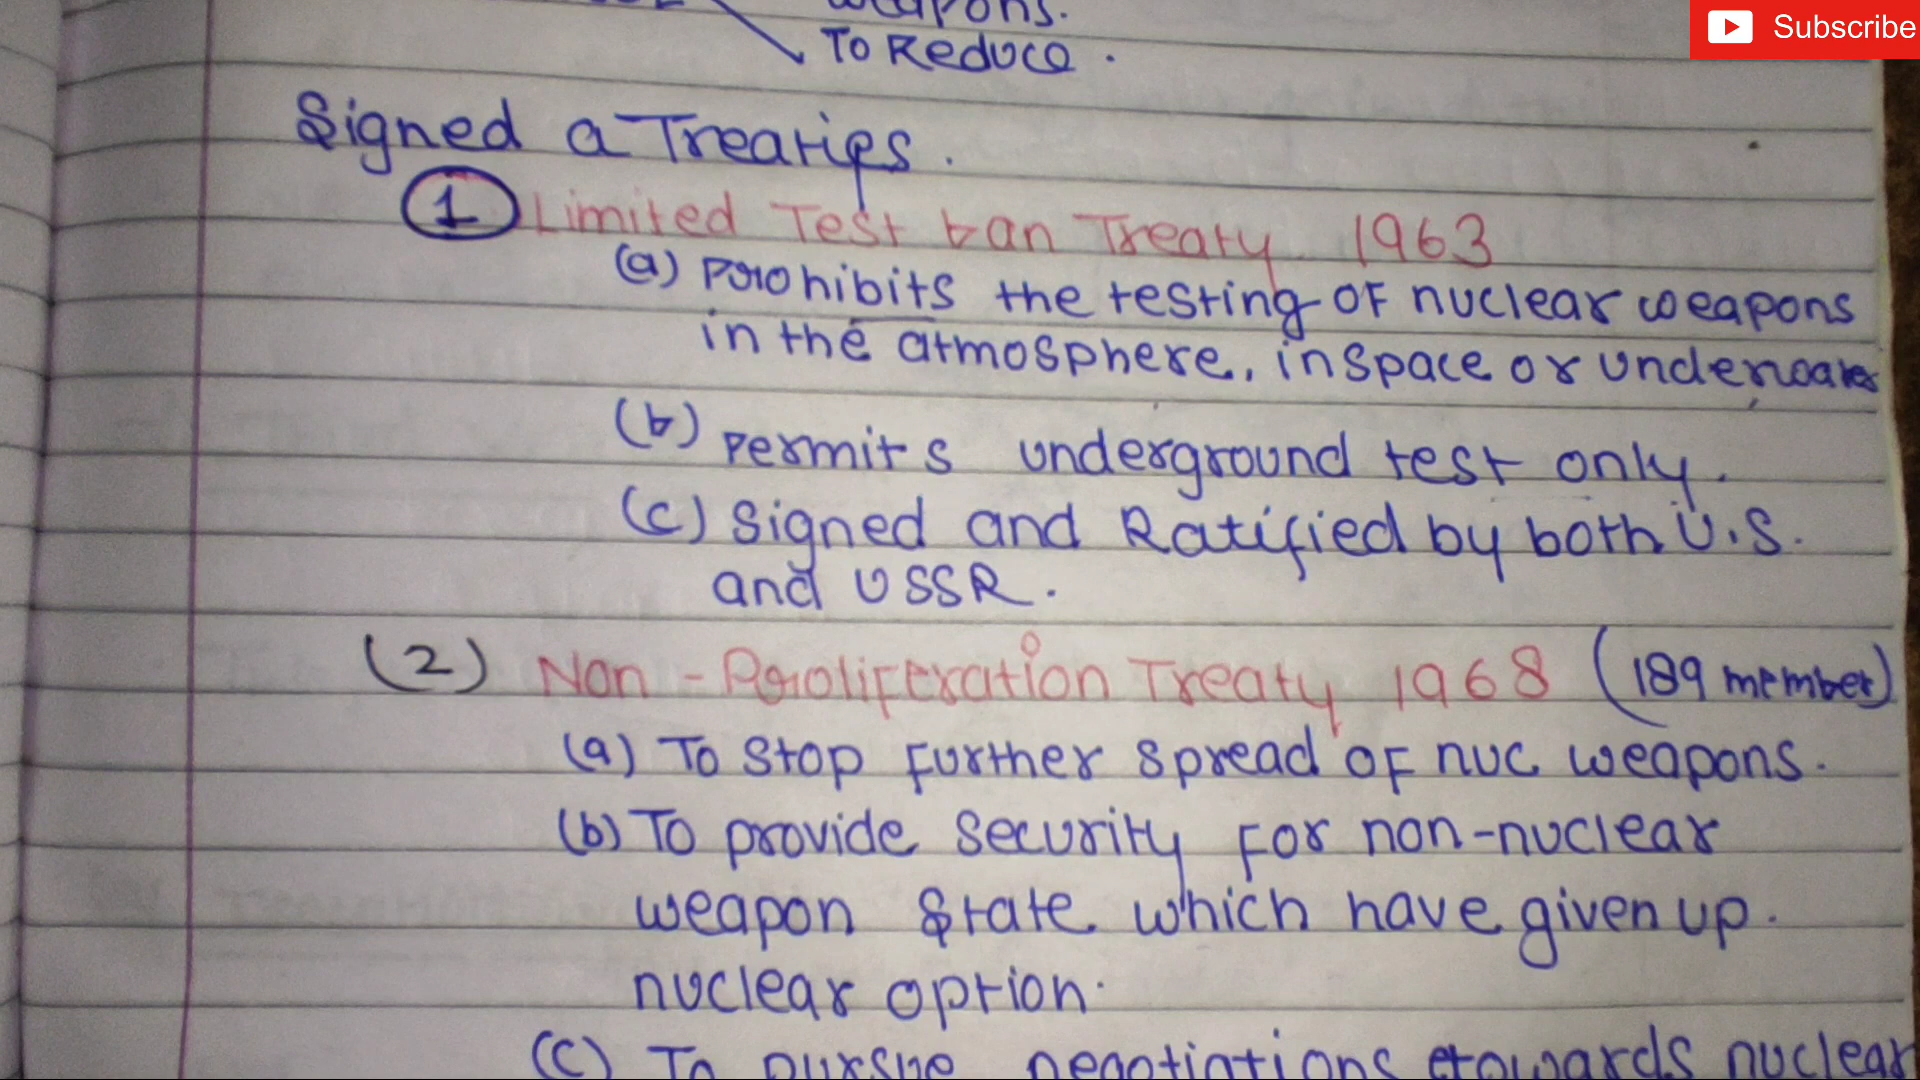 weapons.
Subscribe
To Reduce.
Signed a Treaties.
1 Limited Test ban Treaty 1963
(a) Prohibits the testing of nuclear weapons
in the atmosphere, in space or underwater
(b) Permits underground test only.
(c) Signed and Ratified by both U.S.
and USSR.
(2) Non-Proliferation Treaty 1968 (189 member)
(a) To Stop further spread of nuc weapons.
(b) To provide security for non-nuclear
weapon State which have given up.
nuclear option.
(C) To pursue negotiations towards nuclear